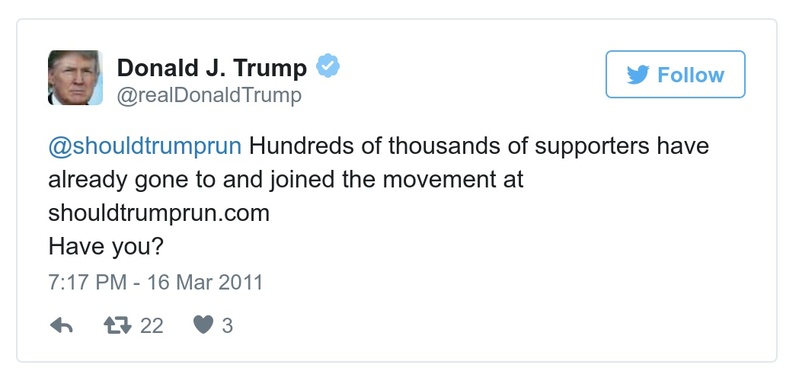 Donald J. Trump
Follow
@realDonaldTrump
@shouldtrumprun Hundreds of thousands of supporters have
already gone to and joined the movement at
shouldtrumprun.com
Have you?
7:17 PM - 16 Mar 2011
22 3